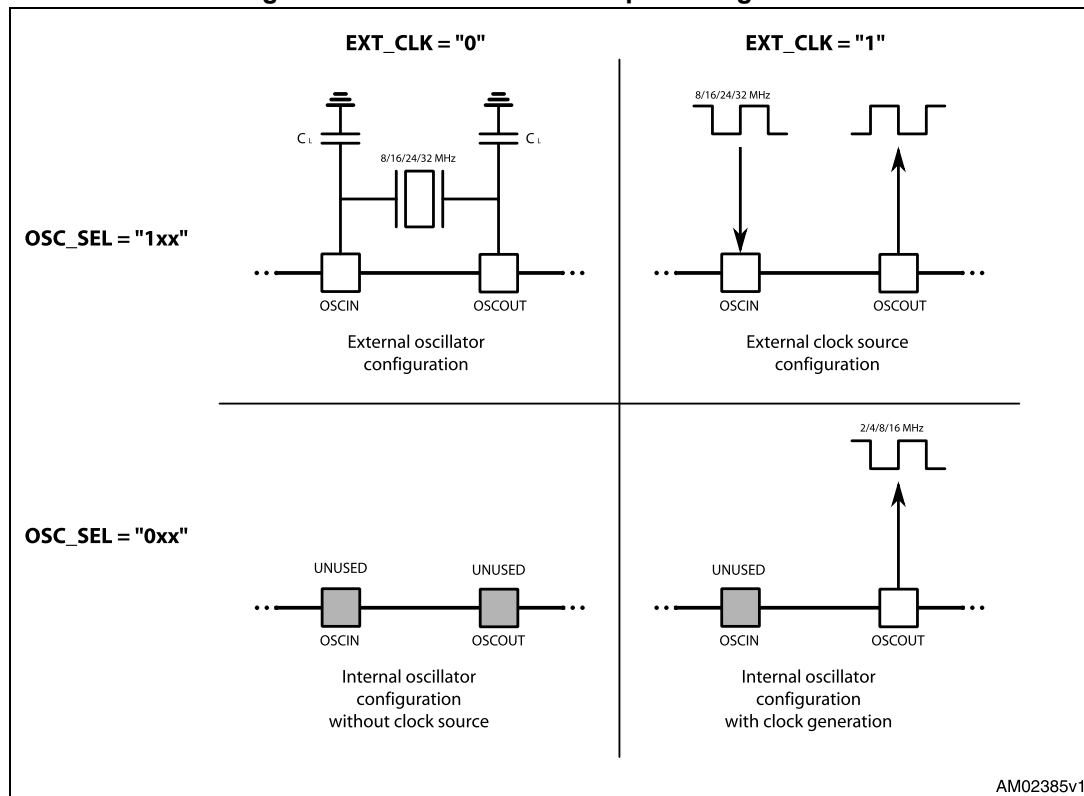 EXT_CLK = "0"
EXT_CLK = "1"
OSC_SEL = "1xx"
C L
C L
8/16/24/32 MHz
OSCIN
OSCOUT
External oscillator
configuration
8/16/24/32 MHz
OSCIN
OSCOUT
External clock source
configuration
OSC_SEL = "0xx"
UNUSED
UNUSED
OSCIN
OSCOUT
Internal oscillator
configuration
without clock source
2/4/8/16 MHz
UNUSED
OSCIN
OSCOUT
Internal oscillator
configuration
with clock generation
AM02385v1